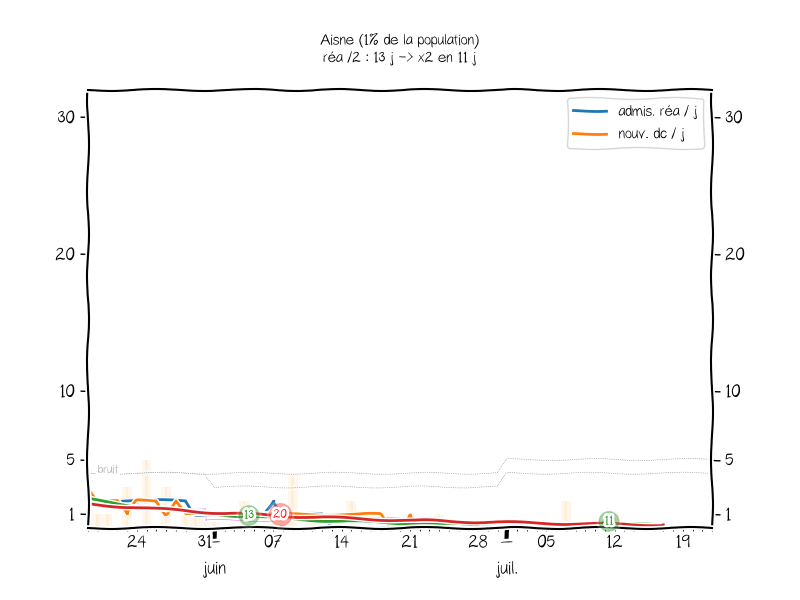 Aisne (1% de la population)
réa /2 : 13 j -> x2 en 11 j
admis. réa / j
nouv. dc / j
30 30
20 20
10 10
5 5
bruit
1 1
13 20 11
24 31 07 14 21 28 05 12 19
juin juil.